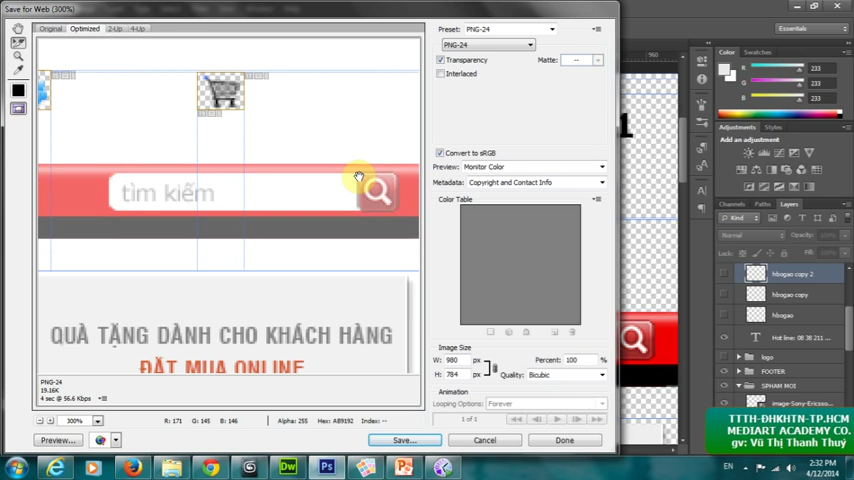 Save for Web (300%)
Original Optimized 2-Up 4-Up
tìm kiếm
QUÀ TẶNG DÀNH CHO KHÁCH HÀNG
ĐẶT MUA ONLINE
PNG-24
19.16K
4 sec @ 56.6 Kbps
300%
R: 171 G: 145 B: 146 Alpha: 255 Hex: AB9192 Index: --
Preview...
Save...
Cancel
Done
Preset: PNG-24
PNG-24
Transparency Matte: --
Interlaced
Convert to sRGB
Preview: Monitor Color
Metadata: Copyright and Contact Info
Color Table
Image Size
W: 980 px Percent: 100 %
H: 784 px Quality: Bicubic
Animation
Looping Options: Forever
1 of 1
960
1
Essentials
Color Swatches
R 233
G 233
B 233
Adjustments Styles
Add an adjustment
Channels Paths Layers
Kind
Normal Opacity:
Lock: Fill:
hbogao copy 2
hbogao copy
hbogao
T Hot line: 08 38 211 ...
logo
FOOTER
SPHAM MOI
image-Sony-Ericsso...
TTTH-ĐHKHTN-TP.HCM
MEDIART ACADEMY CO.
gv: Vũ Thị Thanh Thuý
EN
2:32 PM
4/12/2014